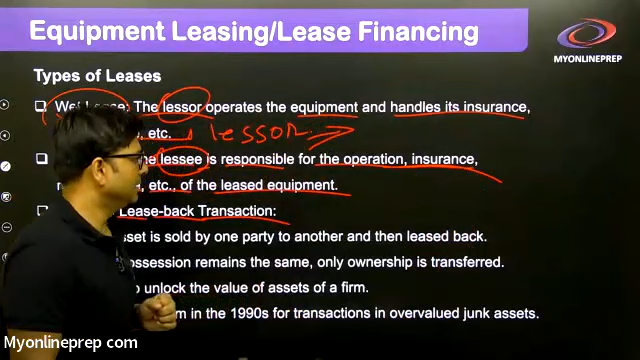 Equipment Leasing/Lease Financing
MYONLINEPREP
Types of Leases
Wet Lease: The lessor operates the equipment and handles its insurance,
etc. lessor
the lessee is responsible for the operation, insurance,
etc., of the leased equipment.
Lease-back Transaction:
is sold by one party to another and then leased back.
remains the same, only ownership is transferred.
to unlock the value of assets of a firm.
in the 1990s for transactions in overvalued junk assets.
Myonlineprep com